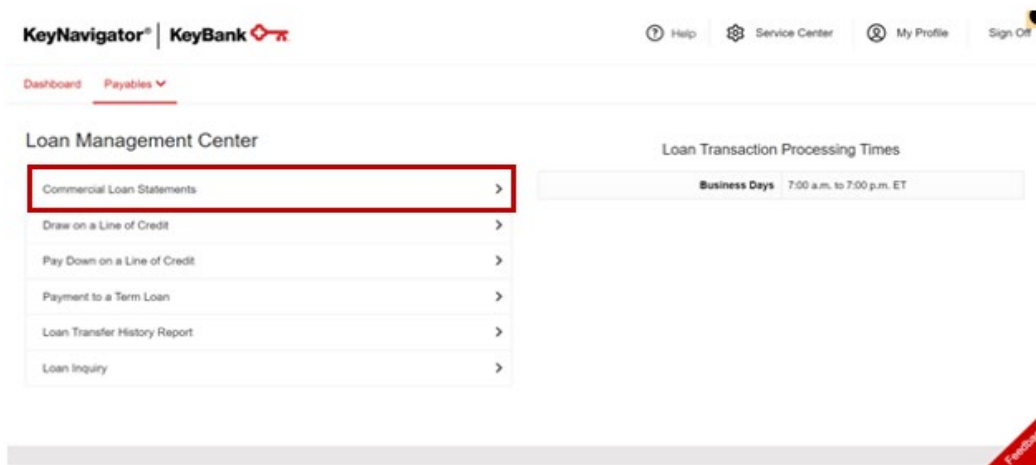 KeyNavigator® | KeyBank
Help
Service Center
My Profile
Sign Off
Dashboard
Payables
Loan Management Center
Commercial Loan Statements
Draw on a Line of Credit
Pay Down on a Line of Credit
Payment to a Term Loan
Loan Transfer History Report
Loan Inquiry
Loan Transaction Processing Times
Business Days 7:00 a.m. to 7:00 p.m. ET